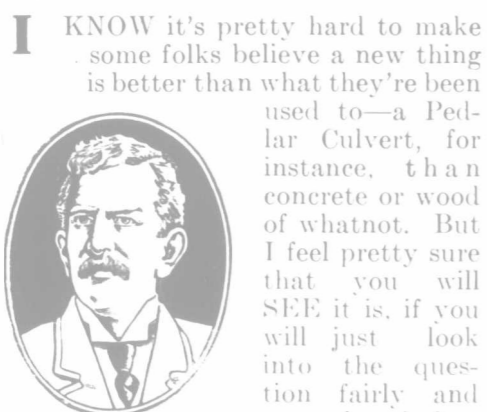 I KNOW it's pretty hard to make
some folks believe a new thing
is better than what they're been
used to—a Ped-
lar Culvert, for
instance, than
concrete or wood
of whatnot. But
I feel pretty sure
that you will
SEE it is, if you
will just look
into the ques-
tion fairly and